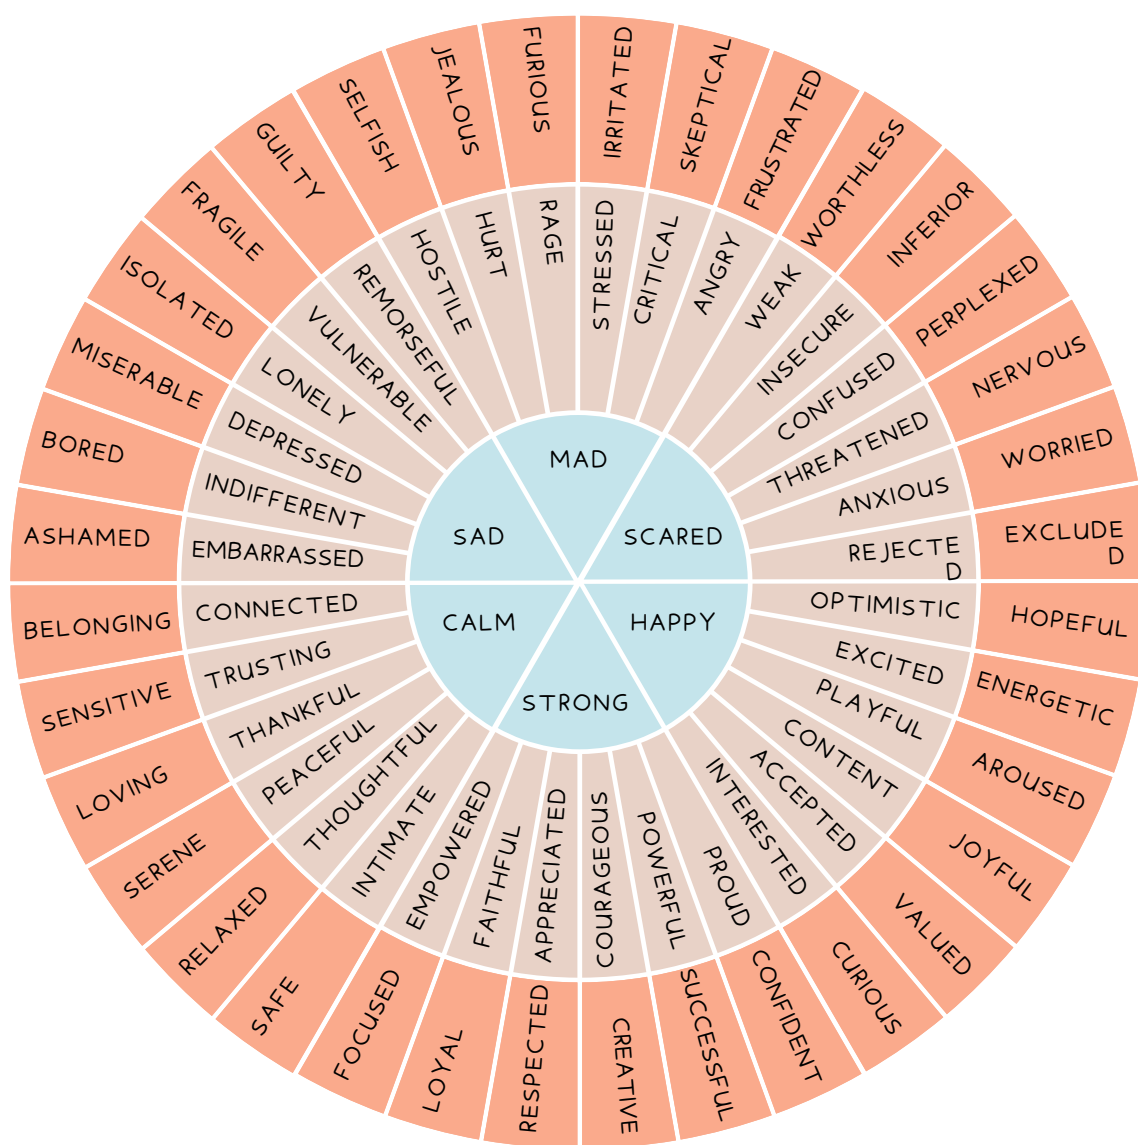 MAD
SCARED
HAPPY
STRONG
CALM
SAD
STRESSED
CRITICAL
ANGRY
WEAK
INSECURE
CONFUSED
THREATENED
ANXIOUS
REJECTE
D
OPTIMISTIC
EXCITED
PLAYFUL
CONTENT
ACCEPTED
INTERESTED
PROUD
POWERFUL
COURAGEOUS
APPRECIATED
FAITHFUL
EMPOWERED
INTIMATE
THOUGHTFUL
PEACEFUL
THANKFUL
TRUSTING
CONNECTED
EMBARRASSED
INDIFFERENT
DEPRESSED
LONELY
VULNERABLE
REMORSEFUL
HOSTILE
HURT
RAGE
IRRITATED
SKEPTICAL
FRUSTRATED
WORTHLESS
INFERIOR
PERPLEXED
NERVOUS
WORRIED
EXCLUDE
D
HOPEFUL
ENERGETIC
AROUSED
JOYFUL
VALUED
CURIOUS
CONFIDENT
SUCCESSFUL
CREATIVE
RESPECTED
LOYAL
FOCUSED
SAFE
RELAXED
SERENE
LOVING
SENSITIVE
BELONGING
ASHAMED
BORED
MISERABLE
ISOLATED
FRAGILE
GUILTY
SELFISH
JEALOUS
FURIOUS